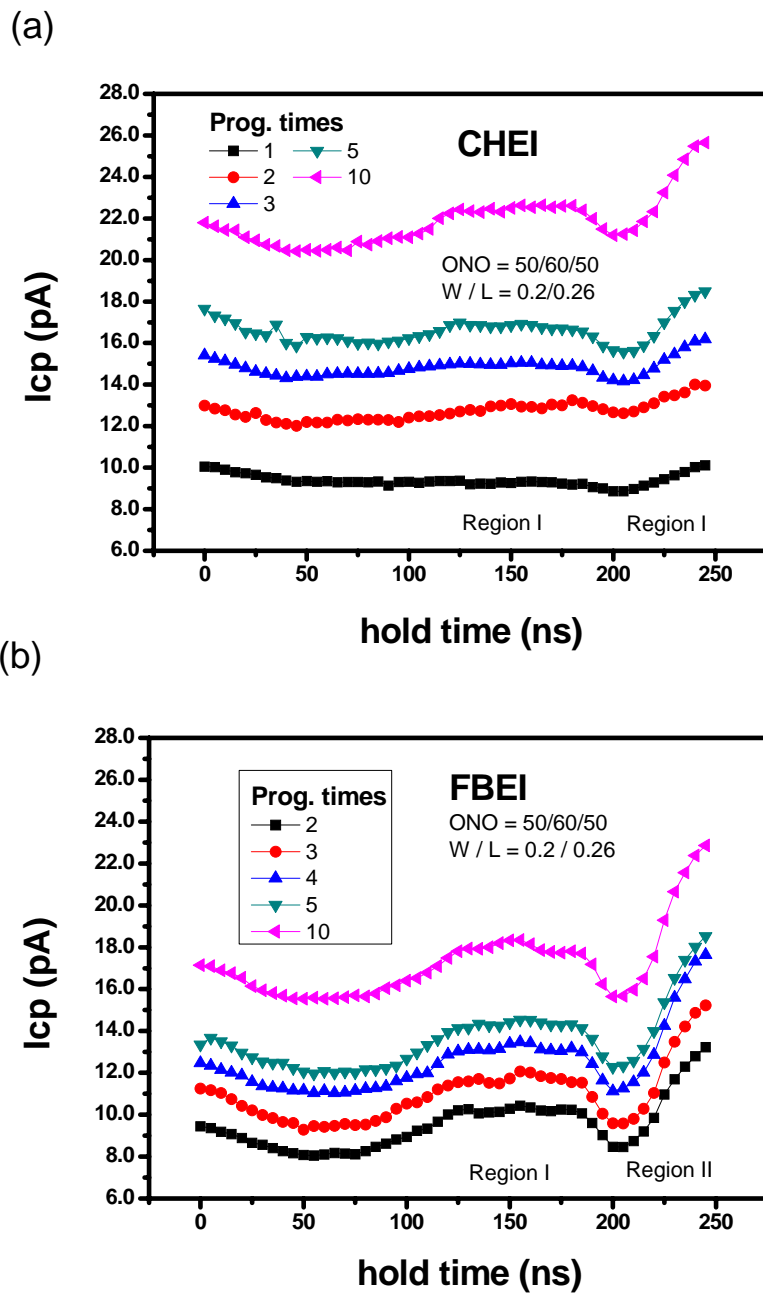 (a)
28.0
26.0
24.0
22.0
20.0
18.0
16.0
14.0
12.0
10.0
8.0
6.0
Icp (pA)
Prog. times
1 5
2 10
3
CHEI
ONO = 50/60/50
W / L = 0.2/0.26
Region I Region I
0 50 100 150 200 250
hold time (ns)
(b)
28.0
26.0
24.0
22.0
20.0
18.0
16.0
14.0
12.0
10.0
8.0
6.0
Icp (pA)
Prog. times
2
3
4
5
10
FBEI
ONO = 50/60/50
W / L = 0.2 / 0.26
Region I Region II
0 50 100 150 200 250
hold time (ns)